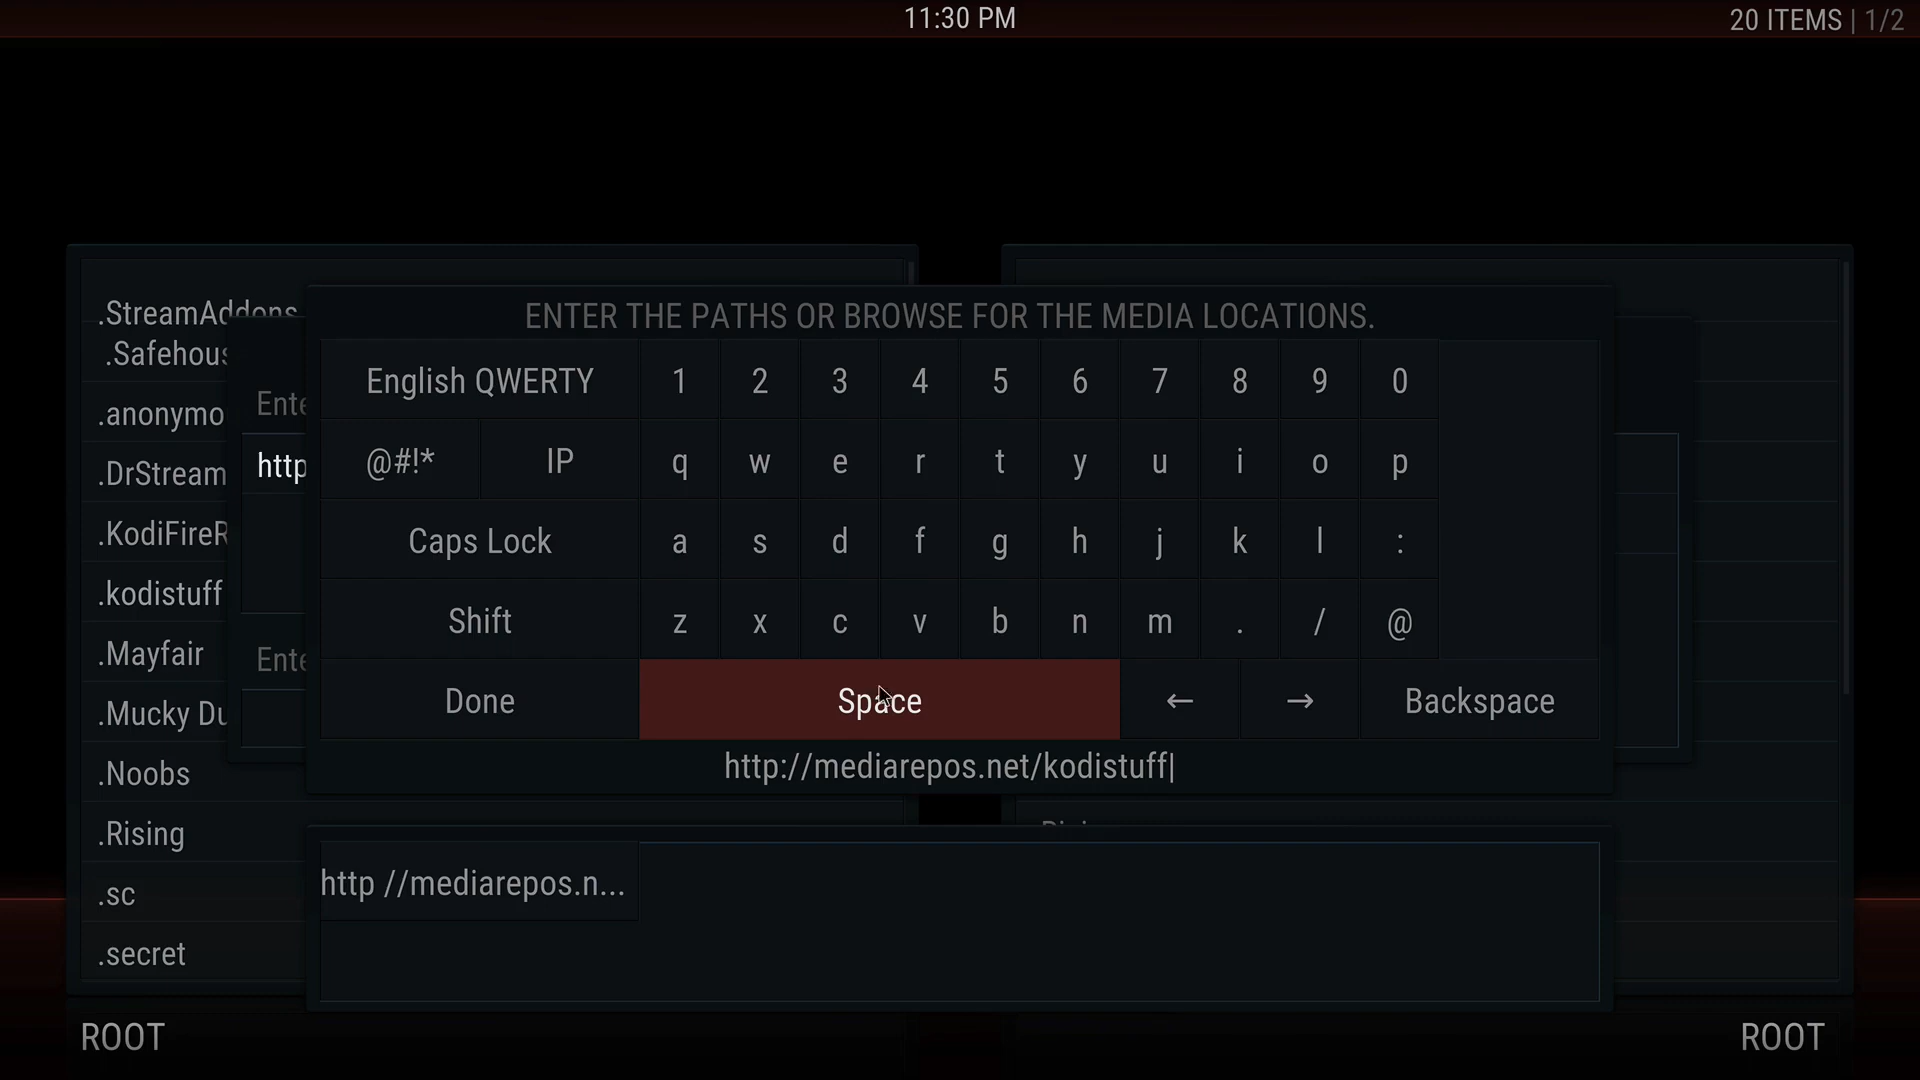 11:30 PM
20 ITEMS | 1/2
ENTER THE PATHS OR BROWSE FOR THE MEDIA LOCATIONS.
English QWERTY 1 2 3 4 5 6 7 8 9 0
@#!* IP q w e r t y u i o p
Caps Lock a s d f g h j k l :
Shift z x c v b n m . / @
Done Space ← → Backspace
http://mediarepos.net/kodistuff|
http //mediarepos.n...
.StreamAddons
.Safehous
.anonymo
.DrStream
.KodiFireR
.kodistuff
.Mayfair
.Mucky Du
.Noobs
.Rising
.sc
.secret
Ente
http
Ente
ROOT
ROOT